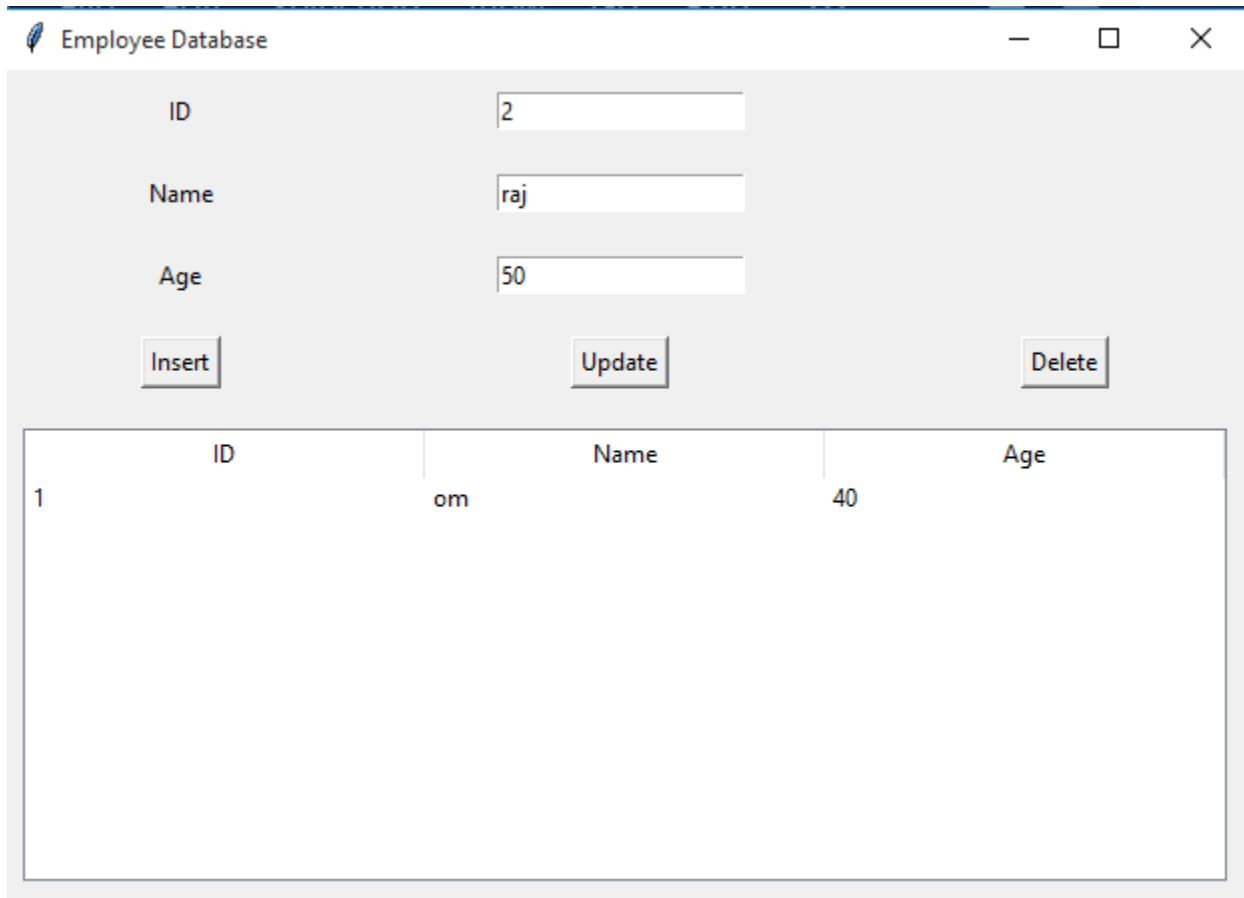 Employee Database
ID 2
Name raj
Age 50
Insert Update Delete
ID Name Age
1 om 40